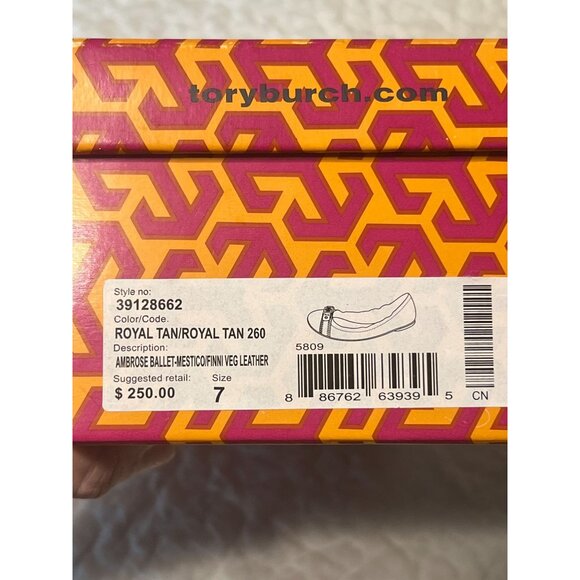 toryburch.com
Style no:
39128662
Color/Code.
ROYAL TAN/ROYAL TAN 260
Description:
AMBROSE BALLET-MESTICO/FINNI VEG LEATHER
Suggested retail: Size
$ 250.00 7
5809
8 86762 63939 5 CN